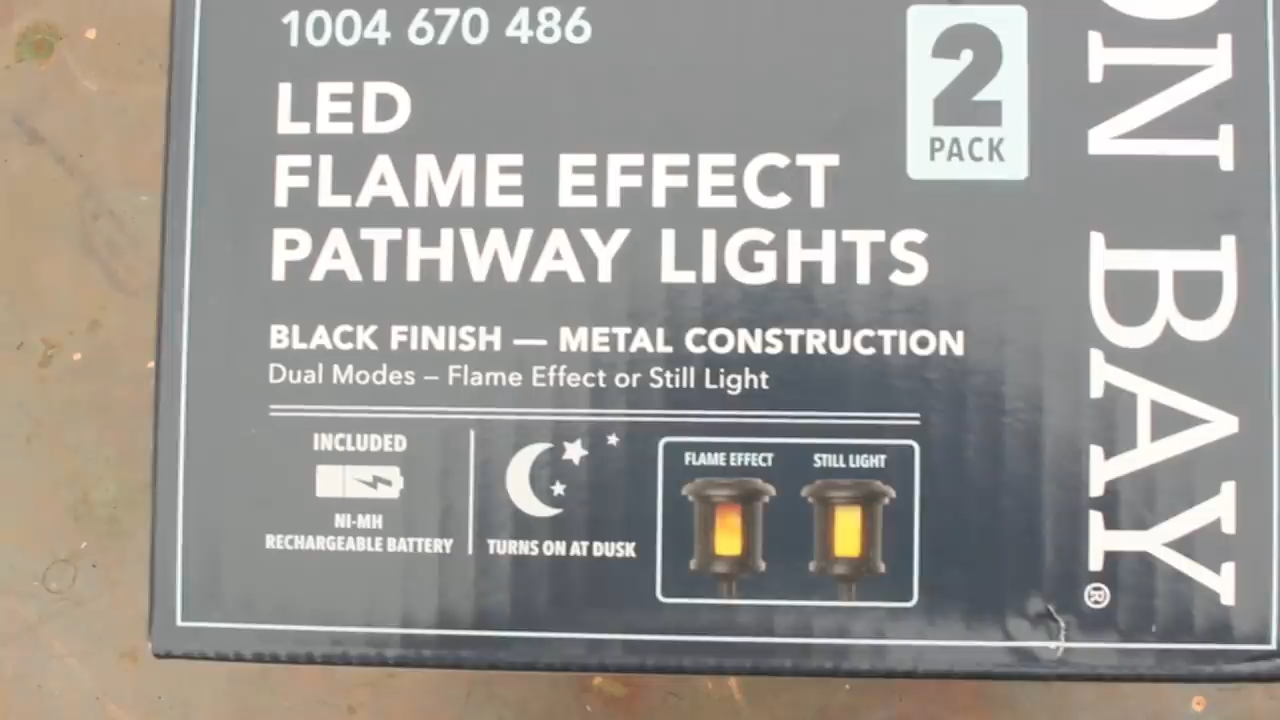 1004 670 486
LED
FLAME EFFECT
PATHWAY LIGHTS
2
PACK
BLACK FINISH — METAL CONSTRUCTION
Dual Modes – Flame Effect or Still Light
INCLUDED
NI-MH
RECHARGEABLE BATTERY
TURNS ON AT DUSK
FLAME EFFECT
STILL LIGHT
ON BAY®